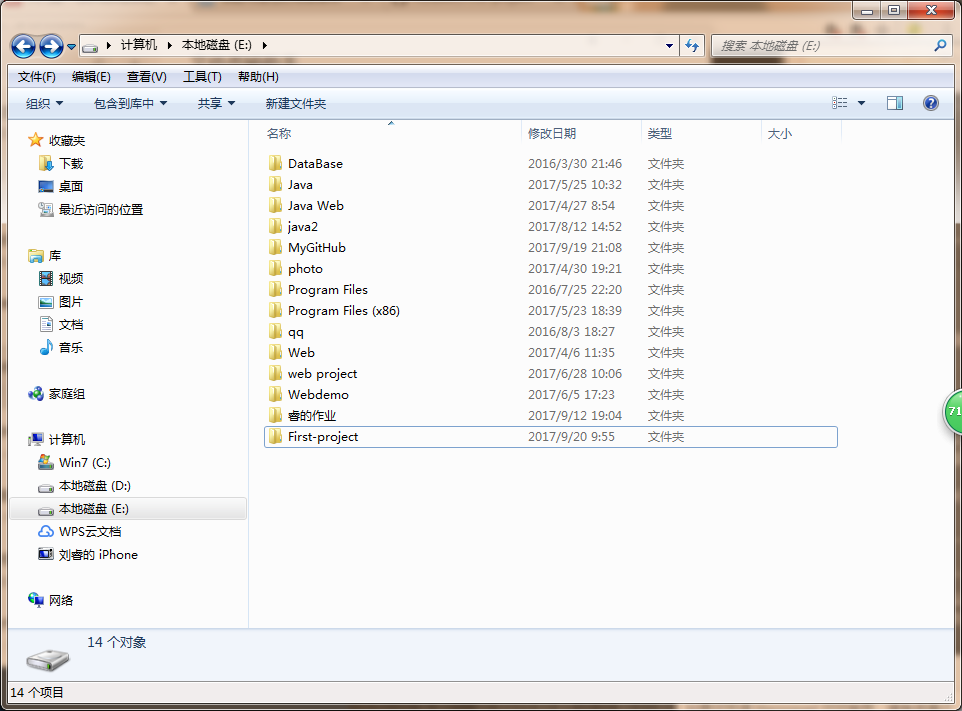 计算机 本地磁盘 (E:)
搜索 本地磁盘 (E:)
文件(F) 编辑(E) 查看(V) 工具(T) 帮助(H)
组织 包含到库中 共享 新建文件夹
收藏夹
下载
桌面
最近访问的位置
库
视频
图片
文档
音乐
家庭组
计算机
Win7 (C:)
本地磁盘 (D:)
本地磁盘 (E:)
WPS云文档
刘睿的 iPhone
网络
名称 修改日期 类型 大小
DataBase 2016/3/30 21:46 文件夹
Java 2017/5/25 10:32 文件夹
Java Web 2017/4/27 8:54 文件夹
java2 2017/8/12 14:52 文件夹
MyGitHub 2017/9/19 21:08 文件夹
photo 2017/4/30 19:21 文件夹
Program Files 2016/7/25 22:20 文件夹
Program Files (x86) 2017/5/23 18:39 文件夹
qq 2016/8/3 18:27 文件夹
Web 2017/4/6 11:35 文件夹
web project 2017/6/28 10:06 文件夹
Webdemo 2017/6/5 17:23 文件夹
睿的作业 2017/9/12 19:04 文件夹
First-project 2017/9/20 9:55 文件夹
71
14 个对象
14 个项目